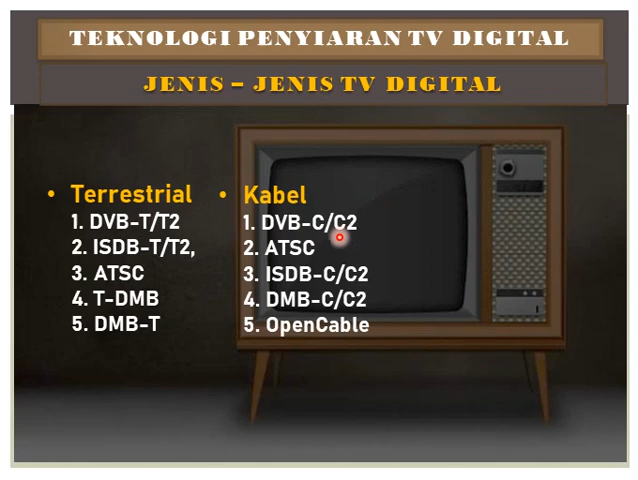 TEKNOLOGI PENYIARAN TV DIGITAL
JENIS – JENIS TV DIGITAL
• Terrestrial
1. DVB-T/T2
2. ISDB-T/T2,
3. ATSC
4. T-DMB
5. DMB-T
• Kabel
1. DVB-C/C2
2. ATSC
3. ISDB-C/C2
4. DMB-C/C2
5. OpenCable